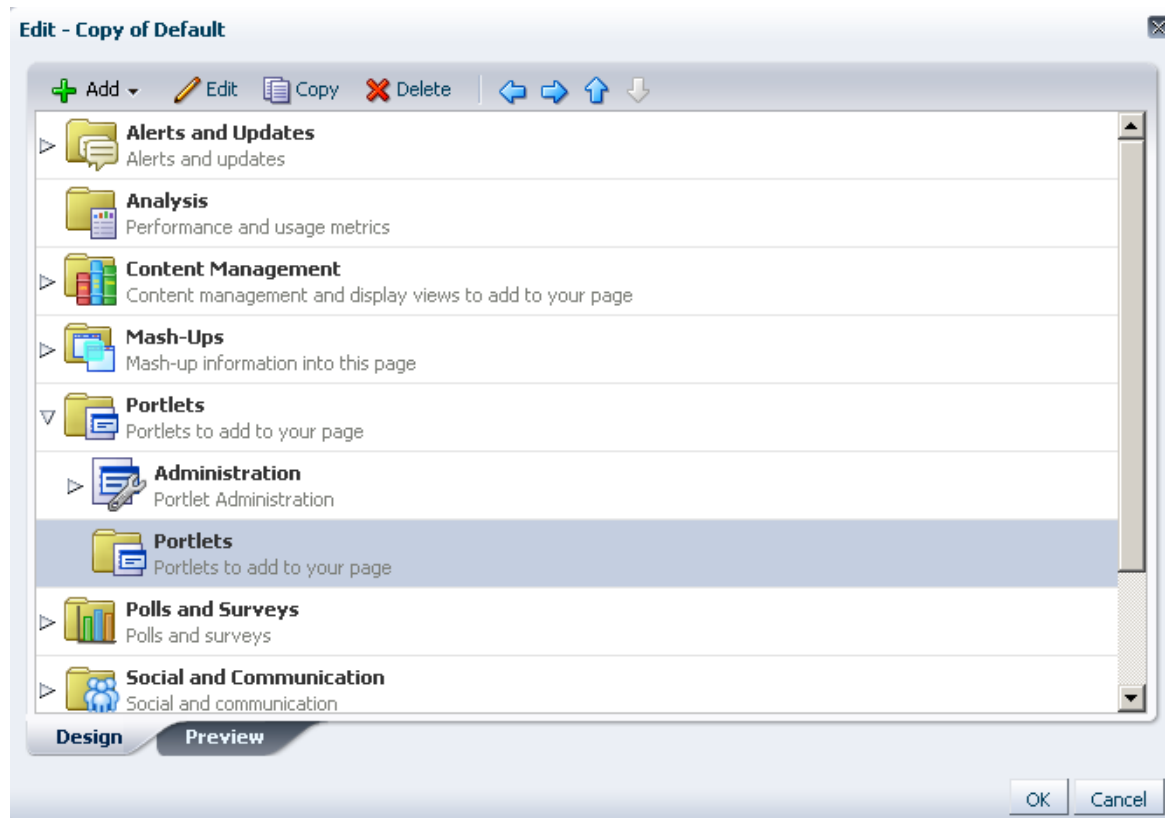 Edit - Copy of Default
Add Edit Copy Delete
Alerts and Updates
Alerts and updates
Analysis
Performance and usage metrics
Content Management
Content management and display views to add to your page
Mash-Ups
Mash-up information into this page
Portlets
Portlets to add to your page
Administration
Portlet Administration
Portlets
Portlets to add to your page
Polls and Surveys
Polls and surveys
Social and Communication
Social and communication
Design Preview
OK Cancel